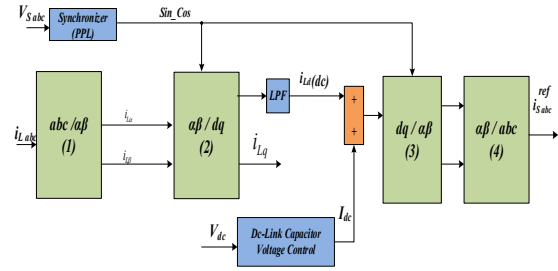 V_S abc
Synchronizer
(PPL)
Sin_Cos
i_L abc
abc /αβ
(1)
i_Lα
i_Lβ
αβ / dq
(2)
LPF
i_Ld(dc)
i_Lq
+
+
I_dc
V_dc
Dc-Link Capacitor
Voltage Control
dq / αβ
(3)
αβ / abc
(4)
ref
i_S abc